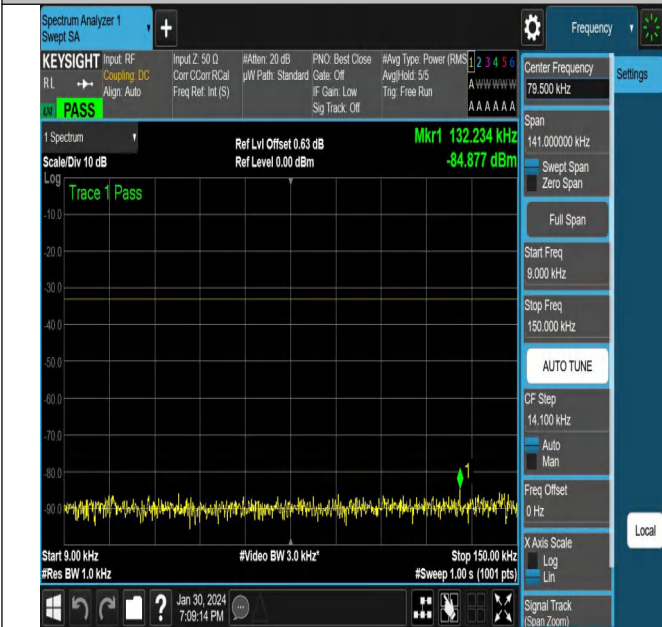 Spectrum Analyzer 1
Swept SA
Frequency
KEYSIGHT
RL
PASS
Input: RF
Coupling: DC
Align: Auto
Input Z: 50 Ω
Corr CCorr RCal
Freq Ref: Int (S)
#Atten: 20 dB
µW Path: Standard
PNO: Best Close
Gate: Off
IF Gain: Low
Sig Track: Off
#Avg Type: Power (RMS
Avg|Hold: 5/5
Trig: Free Run
1 2 3 4 5 6
A W W W W W
A A A A A A
Center Frequency
79.500 kHz
Settings
Span
141.000000 kHz
Swept Span
Zero Span
Full Span
Start Freq
9.000 kHz
Stop Freq
150.000 kHz
AUTO TUNE
CF Step
14.100 kHz
Auto
Man
Freq Offset
0 Hz
X Axis Scale
Log
Lin
Signal Track
(Span Zoom)
Local
1 Spectrum
Scale/Div 10 dB
Log
Ref Lvl Offset 0.63 dB
Ref Level 0.00 dBm
Mkr1 132.234 kHz
-84.877 dBm
Trace 1 Pass
-10.0
-20.0
-30.0
-40.0
-50.0
-60.0
-70.0
-80.0
-90.0
1
Start 9.00 kHz
#Res BW 1.0 kHz
#Video BW 3.0 kHz*
Stop 150.00 kHz
#Sweep 1.00 s (1001 pts)
?
Jan 30, 2024
7:09:14 PM